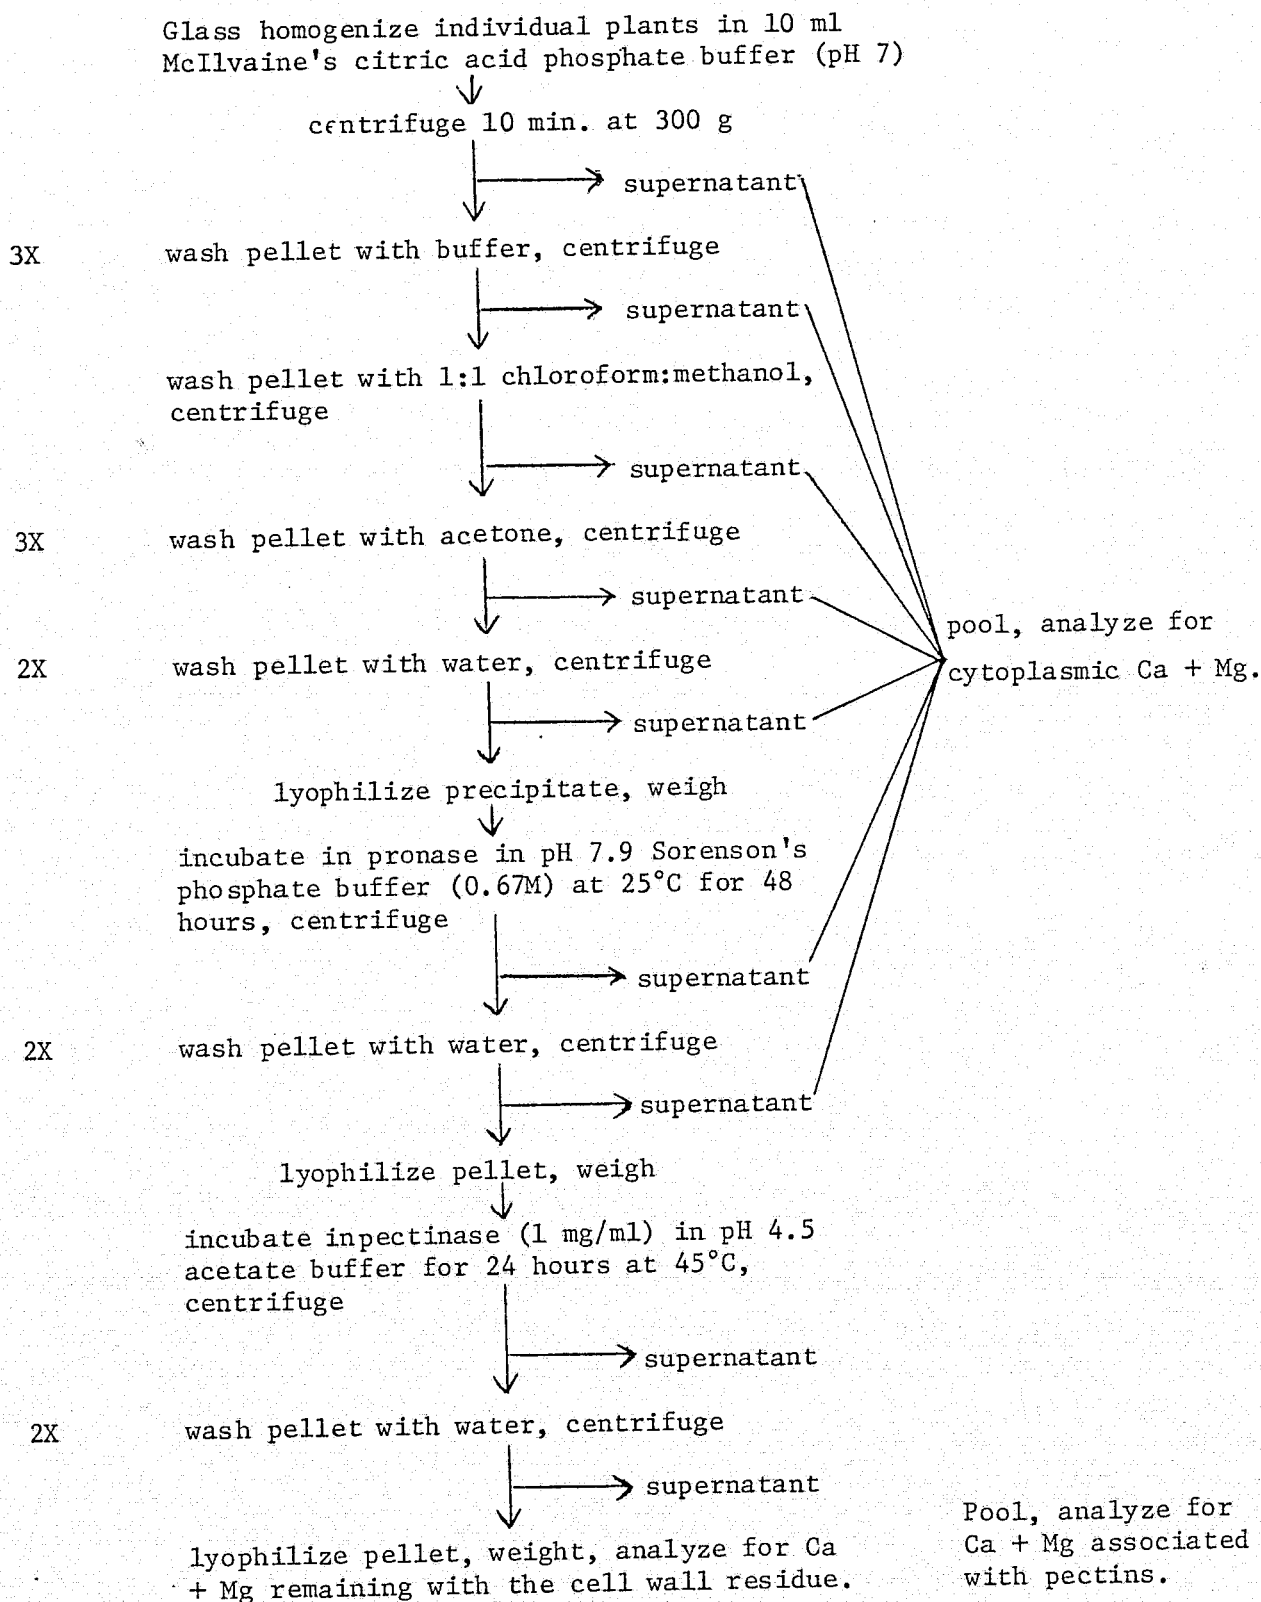 Glass homogenize individual plants in 10 ml
McIlvaine's citric acid phosphate buffer (pH 7)
centrifuge 10 min. at 300 g
supernatant
3X wash pellet with buffer, centrifuge
supernatant
wash pellet with 1:1 chloroform:methanol,
centrifuge
supernatant
3X wash pellet with acetone, centrifuge
supernatant
pool, analyze for
cytoplasmic Ca + Mg.
2X wash pellet with water, centrifuge
supernatant
lyophilize precipitate, weigh
incubate in pronase in pH 7.9 Sorenson's
phosphate buffer (0.67M) at 25°C for 48
hours, centrifuge
supernatant
2X wash pellet with water, centrifuge
supernatant
lyophilize pellet, weigh
incubate inpectinase (1 mg/ml) in pH 4.5
acetate buffer for 24 hours at 45°C,
centrifuge
supernatant
2X wash pellet with water, centrifuge
supernatant
lyophilize pellet, weight, analyze for Ca
+ Mg remaining with the cell wall residue.
Pool, analyze for
Ca + Mg associated
with pectins.